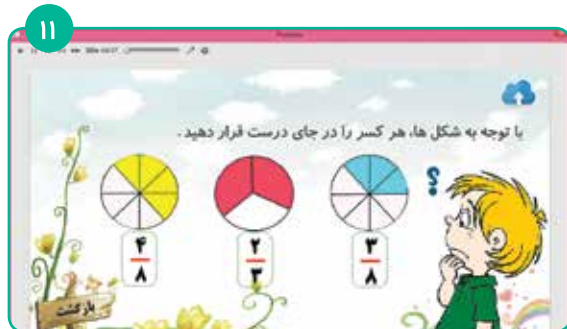 ۱۱
با توجه به شکل ها، هر کسر را در جای درست قرار دهید.
؟
۴/۸ ۲/۳ ۳/۸
بازگشت